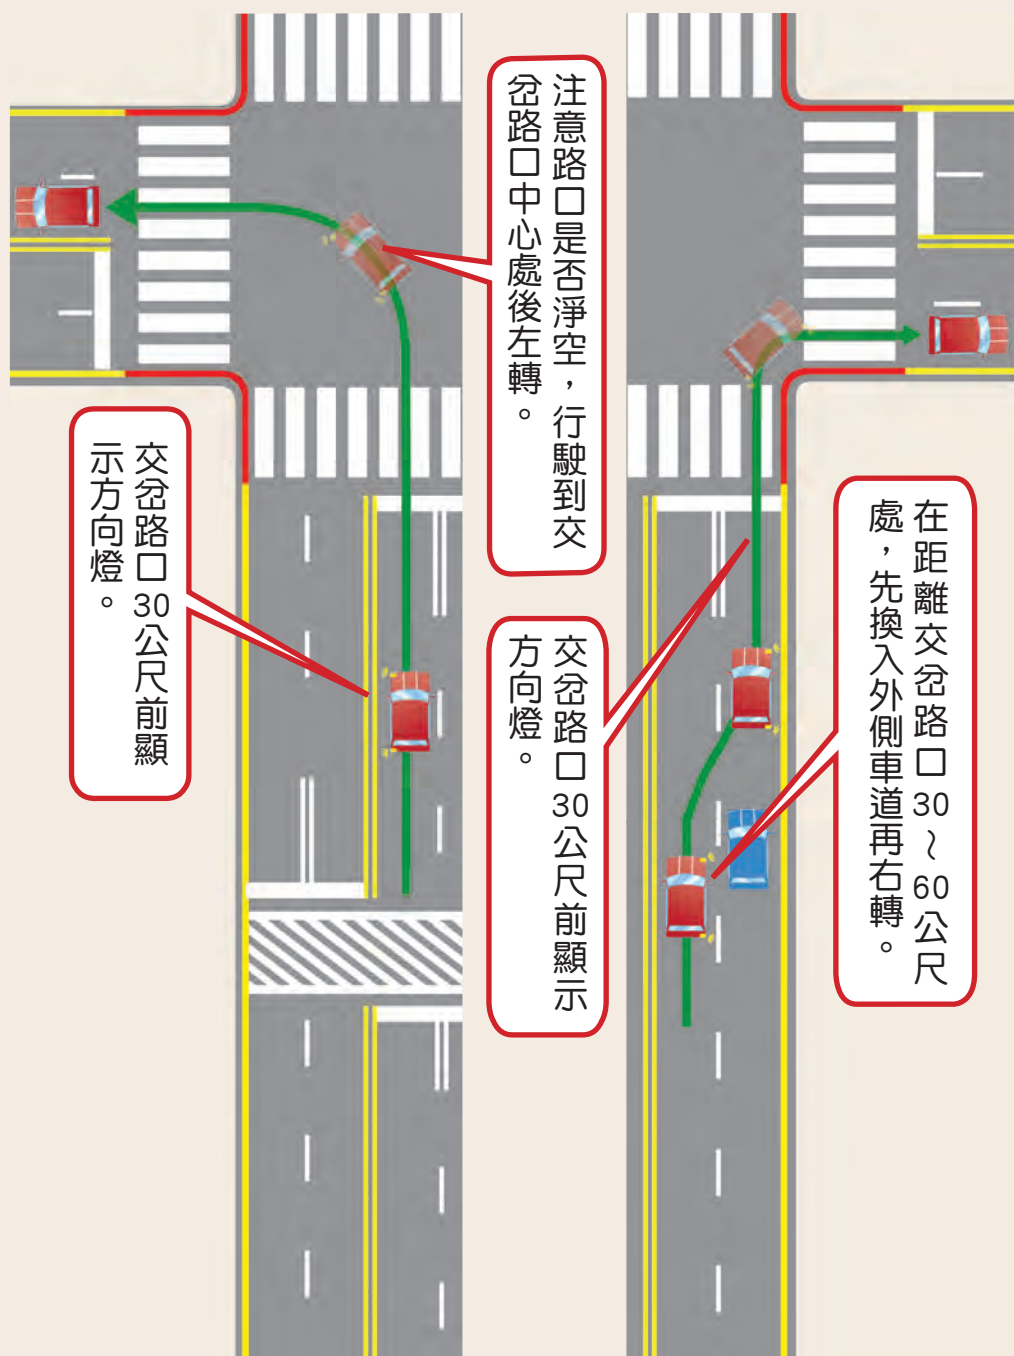 注意路口是否淨空，行駛到交
岔路口中心處後左轉。
交岔路口30公尺前顯
示方向燈。
在距離交岔路口30～60公尺
處，先換入外側車道再右轉。
交岔路口30公尺前顯示
方向燈。